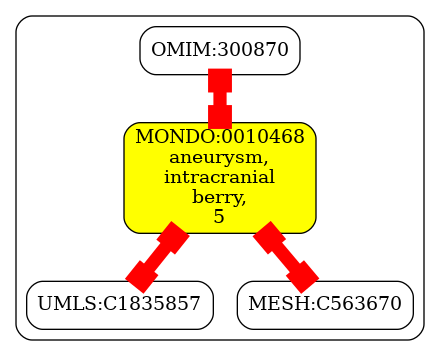 OMIM:300870
MONDO:0010468
aneurysm,
intracranial
berry,
5
UMLS:C1835857
MESH:C563670